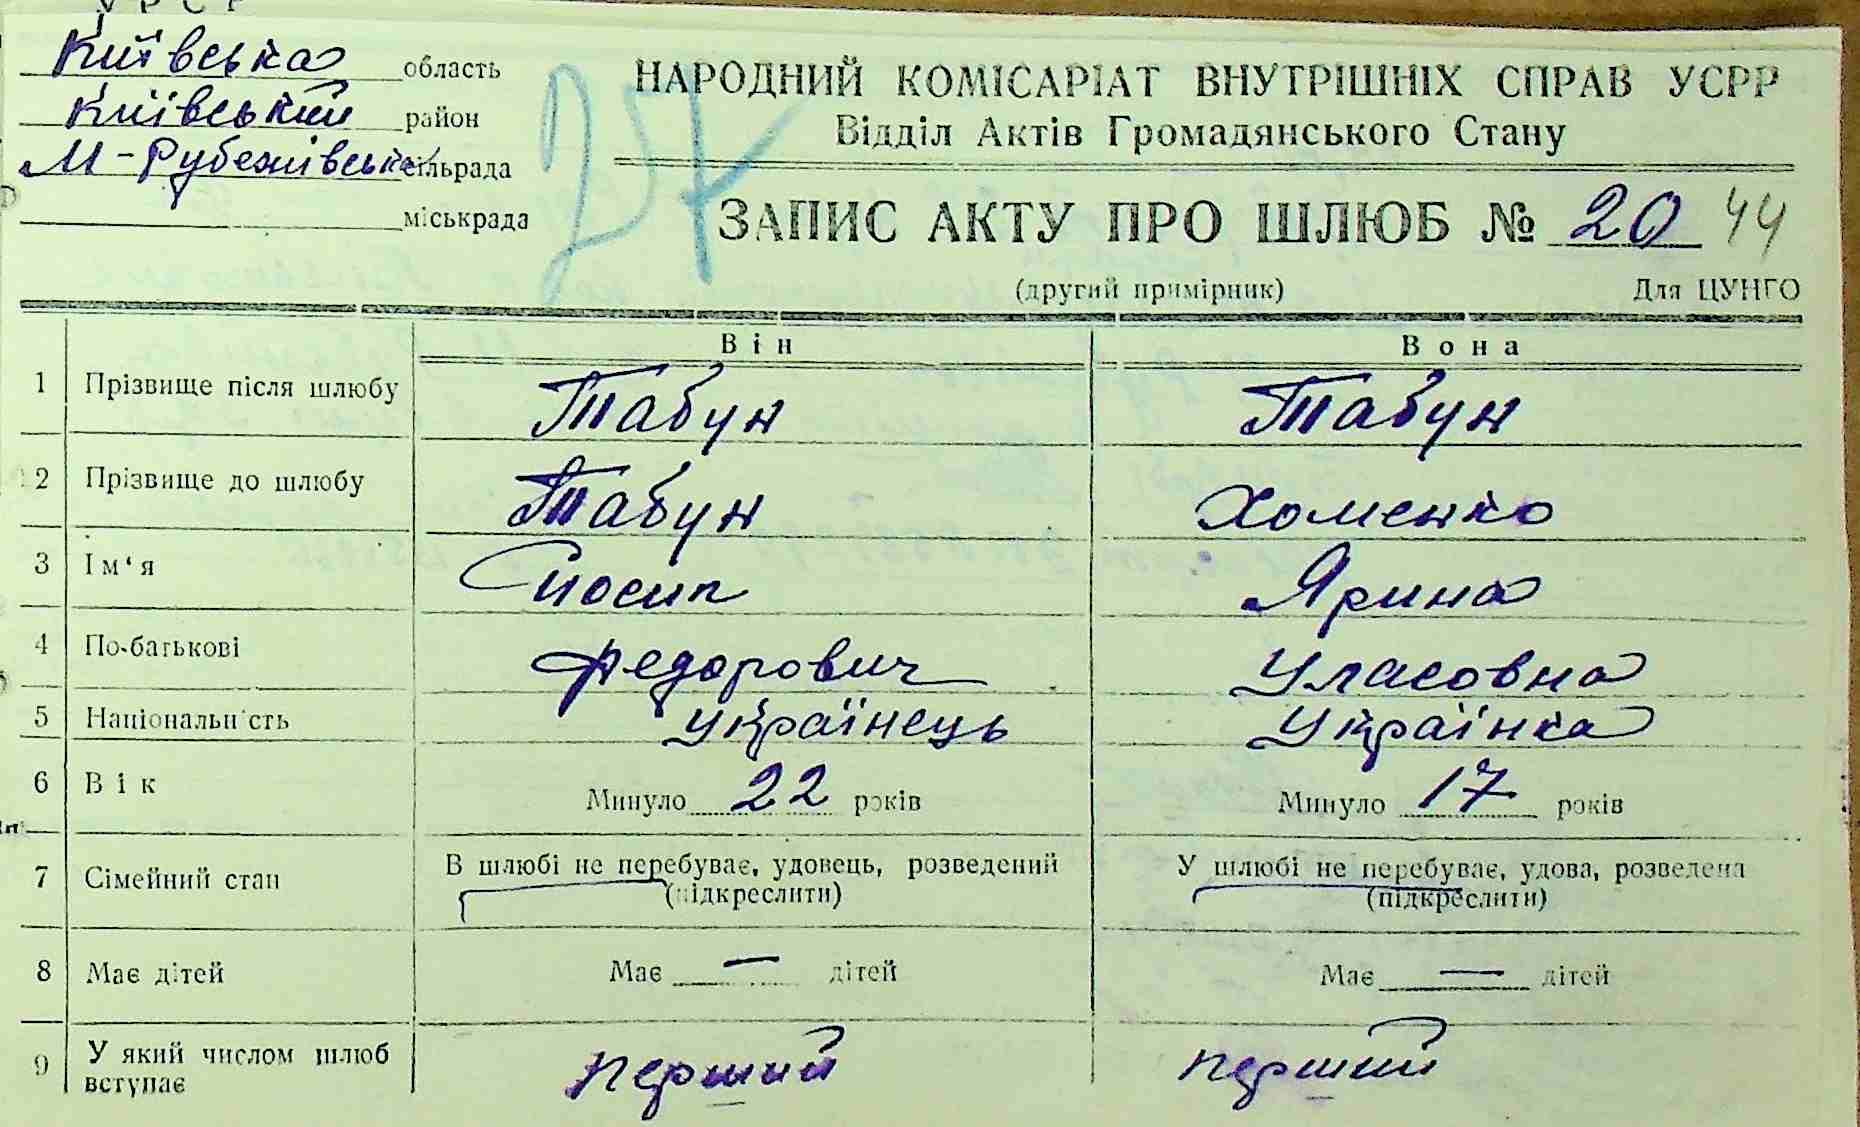 УРСР
Київська область
Київський район
М-Рубежівська сільрада
міськрада
24
НАРОДНИЙ КОМІСАРІАТ ВНУТРІШНІХ СПРАВ УСРР
Відділ Актів Громадянського Стану
ЗАПИС АКТУ ПРО ШЛЮБ № 20 44
(другий примірник) Для ЦУНГО
Він Вона
1 Прізвище після шлюбу Табун Табун
2 Прізвище до шлюбу Табун Хоменко
3 Ім'я Йосип Ярина
4 По-батькові Федорович Уласовна
5 Національність Українець Українка
6 Вік Минуло 22 років Минуло 17 років
7 Сімейний стан В шлюбі не перебуває, удовець, розведений У шлюбі не перебуває, удова, розведена
(підкреслити) (підкреслити)
8 Має дітей Має — дітей Має — дітей
9 У який числом шлюб вступає перший перший